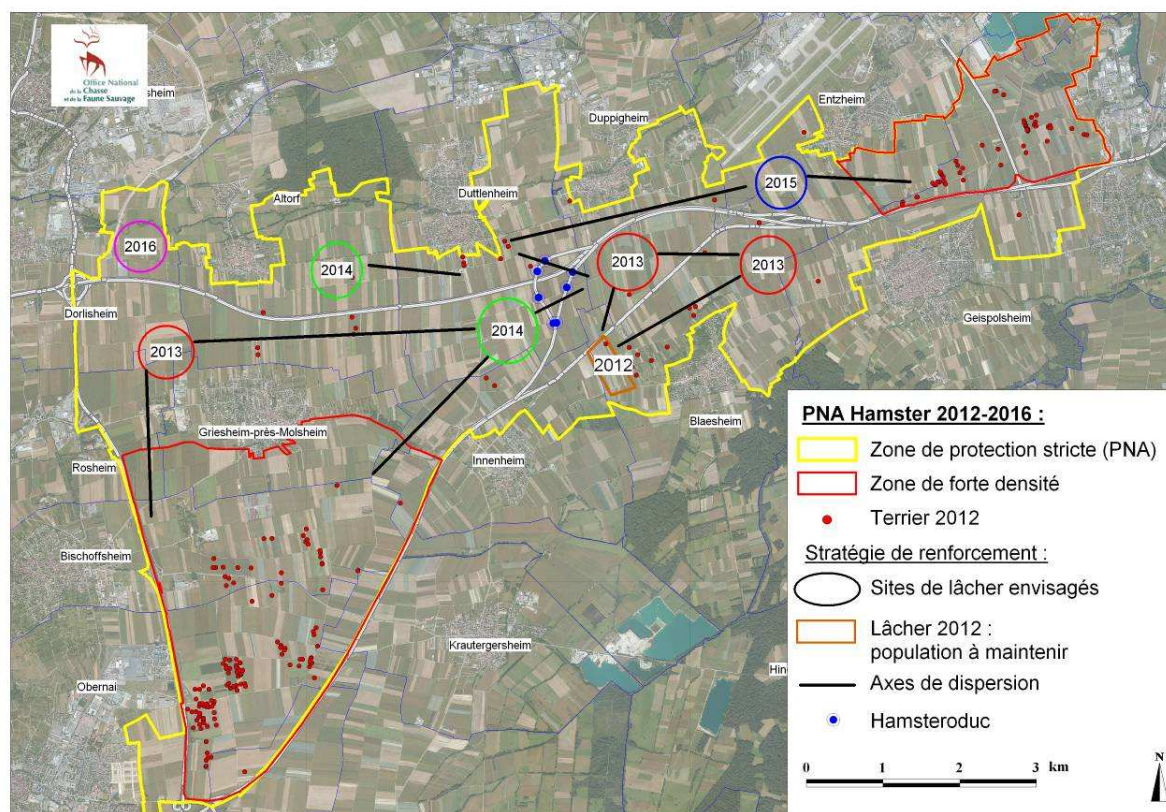 Office National
de la Chasse
et de la Faune Sauvage
Entzheim
Duppigheim
2015
Duttlenheim
Altorf
2016
2014
2013
2013
Dorlisheim
Geispolsheim
2014
2013
2012
Blaesheim
Griesheim-près-Molsheim
Innenheim
Rosheim
Bischoffsheim
Krautergersheim
Obernai
PNA Hamster 2012-2016 :
Zone de protection stricte (PNA)
Zone de forte densité
Terrier 2012
Stratégie de renforcement :
Sites de lâcher envisagés
Lâcher 2012 :
population à maintenir
Axes de dispersion
Hamsteroduc
0 1 2 3 km
N